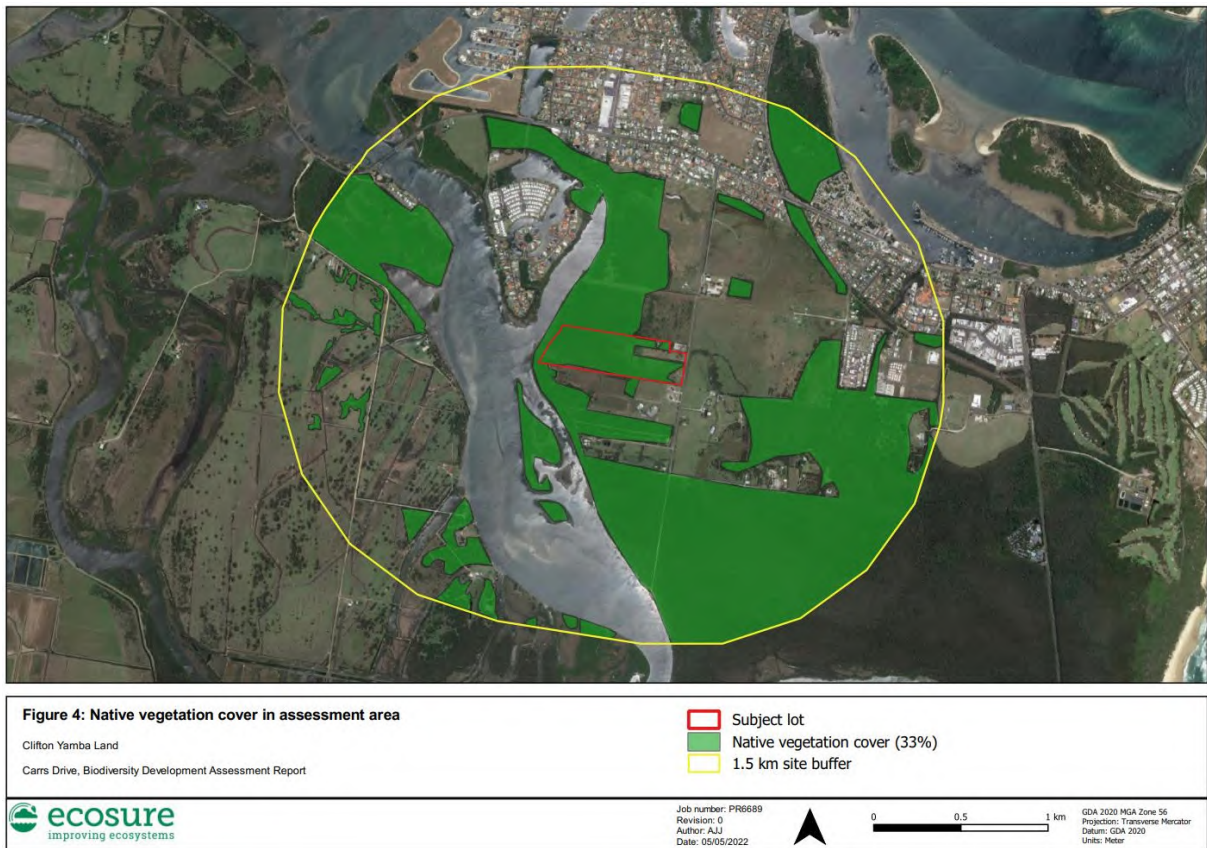 Figure 4: Native vegetation cover in assessment area
Clifton Yamba Land
Carrs Drive, Biodiversity Development Assessment Report
Subject lot
Native vegetation cover (33%)
1.5 km site buffer
ecosure
improving ecosystems
Job number: PR6689
Revision: 0
Author: AJJ
Date: 05/05/2022
0 0.5 1 km
GDA 2020 MGA Zone 56
Projection: Transverse Mercator
Datum: GDA 2020
Units: Meter